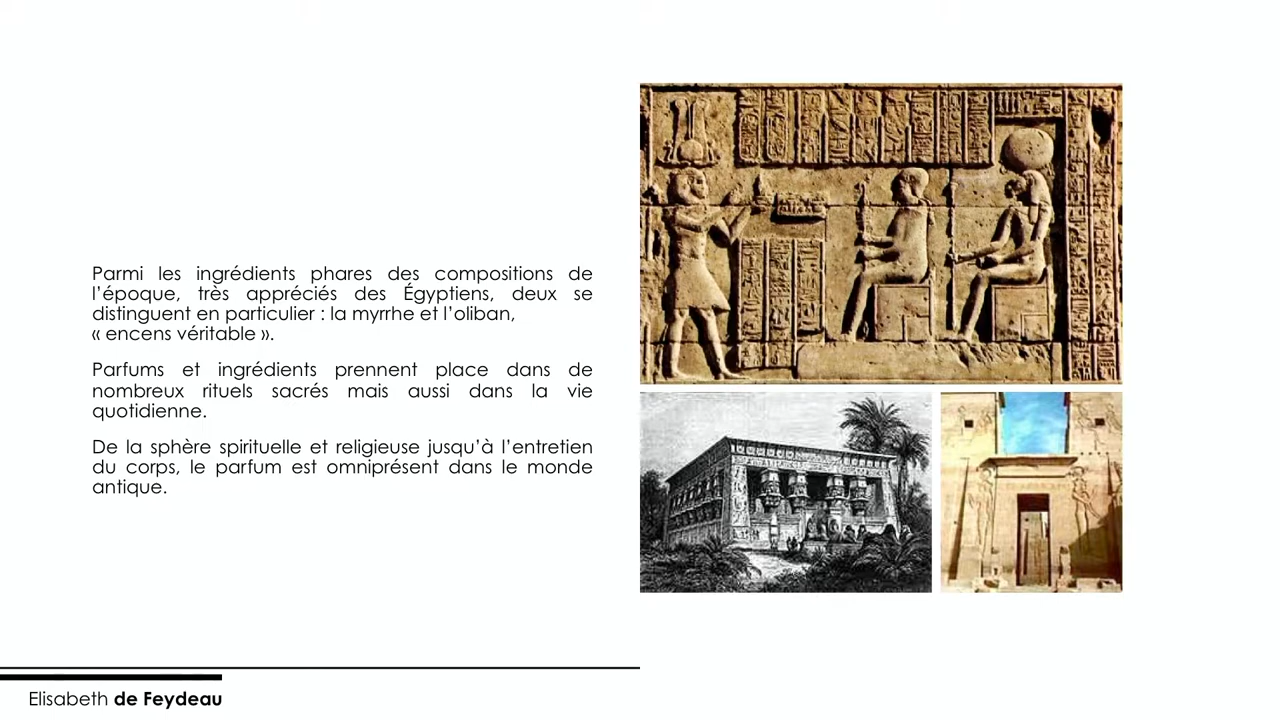 Parmi les ingrédients phares des compositions de
l’époque, très appréciés des Égyptiens, deux se
distinguent en particulier : la myrrhe et l’oliban,
« encens véritable ».
Parfums et ingrédients prennent place dans de
nombreux rituels sacrés mais aussi dans la vie
quotidienne.
De la sphère spirituelle et religieuse jusqu’à l’entretien
du corps, le parfum est omniprésent dans le monde
antique.
Elisabeth de Feydeau